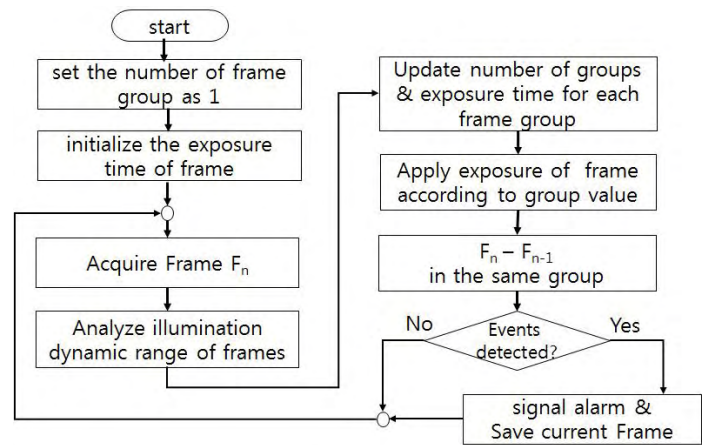 start
set the number of frame
group as 1
initialize the exposure
time of frame
Acquire Frame Fn
Analyze illumination
dynamic range of frames
Update number of groups
& exposure time for each
frame group
Apply exposure of frame
according to group value
Fn – Fn-1
in the same group
No
Events
detected?
Yes
signal alarm &
Save current Frame